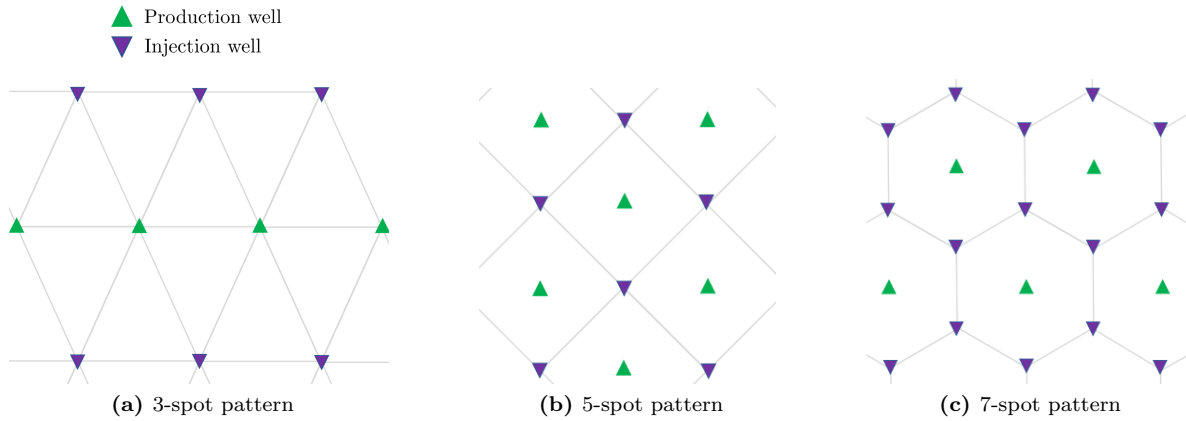 Production well
Injection well
(a) 3-spot pattern
(b) 5-spot pattern
(c) 7-spot pattern